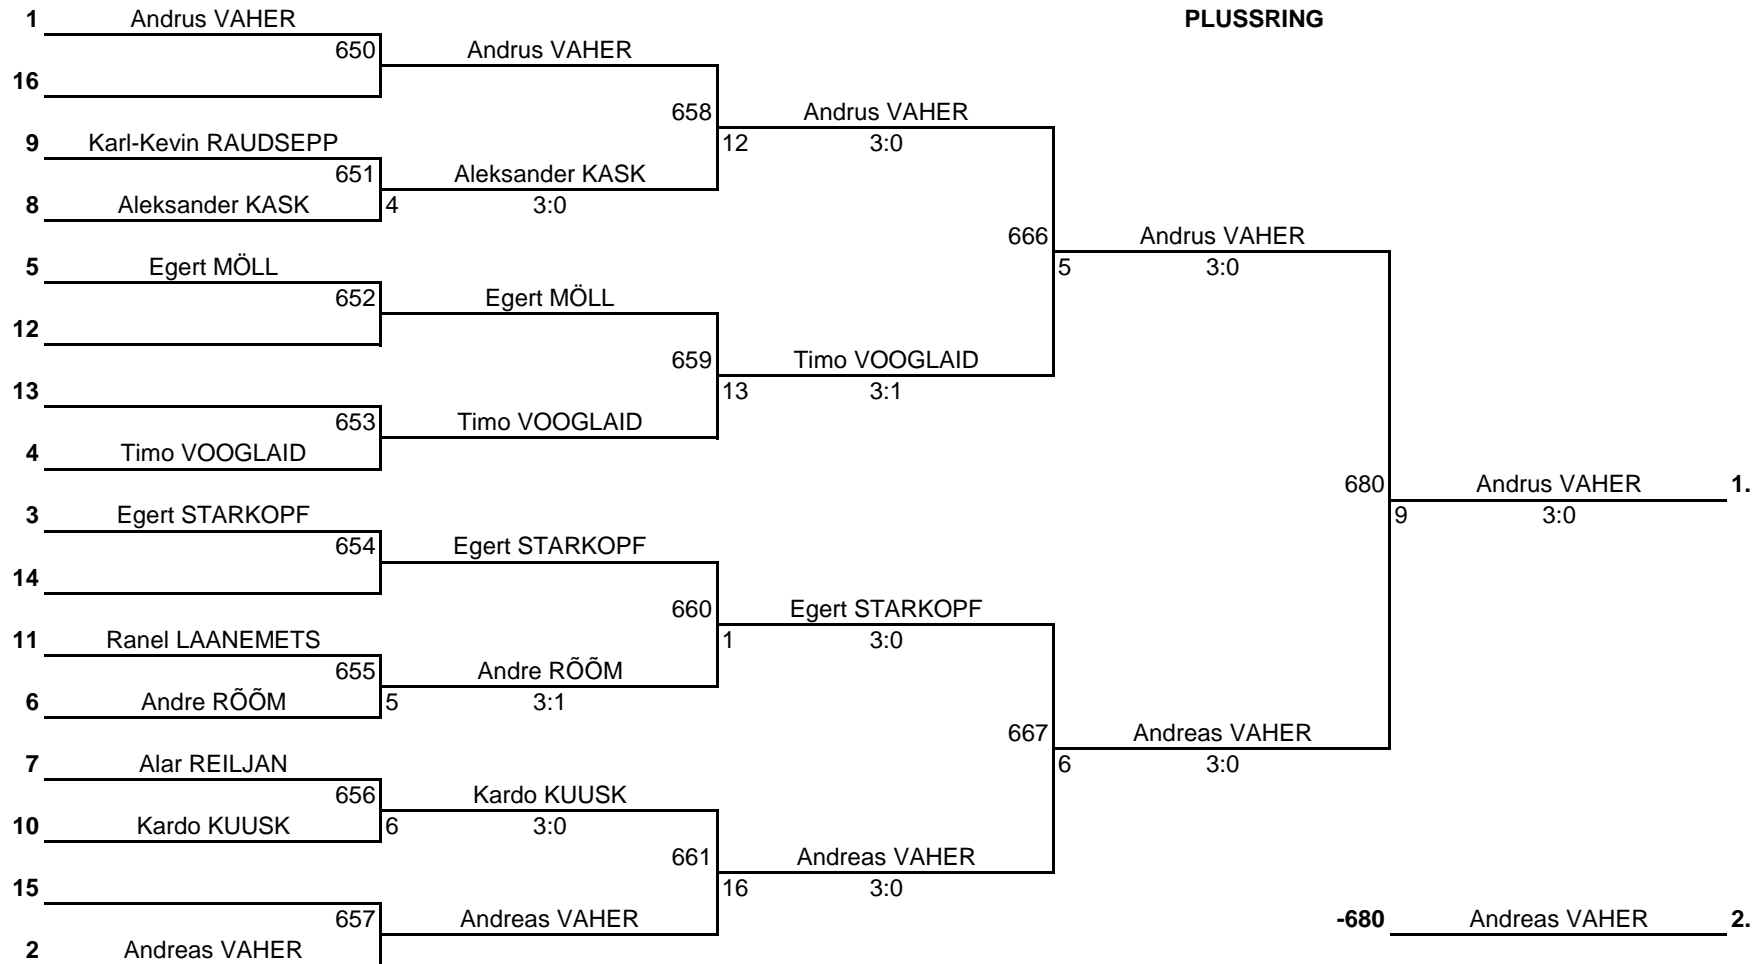 1 Andrus VAHER PLUSSRING
650 Andrus VAHER
16
658 Andrus VAHER
9 Karl-Kevin RAUDSEPP 12 3:0
651 Aleksander KASK
8 Aleksander KASK 4 3:0
666 Andrus VAHER
5 Egert MÖLL 5 3:0
652 Egert MÖLL
12
659 Timo VOOGLAID
13 13 3:1
653 Timo VOOGLAID
4 Timo VOOGLAID
680 Andrus VAHER 1.
3 Egert STARKOPF 9 3:0
654 Egert STARKOPF
14
660 Egert STARKOPF
11 Ranel LAANEMETS 1 3:0
655 Andre RÕÕM
6 Andre RÕÕM 5 3:1
667 Andreas VAHER
7 Alar REILJAN 6 3:0
656 Kardo KUUSK
10 Kardo KUUSK 6 3:0
661 Andreas VAHER
15 16 3:0
657 Andreas VAHER -680 Andreas VAHER 2.
2 Andreas VAHER